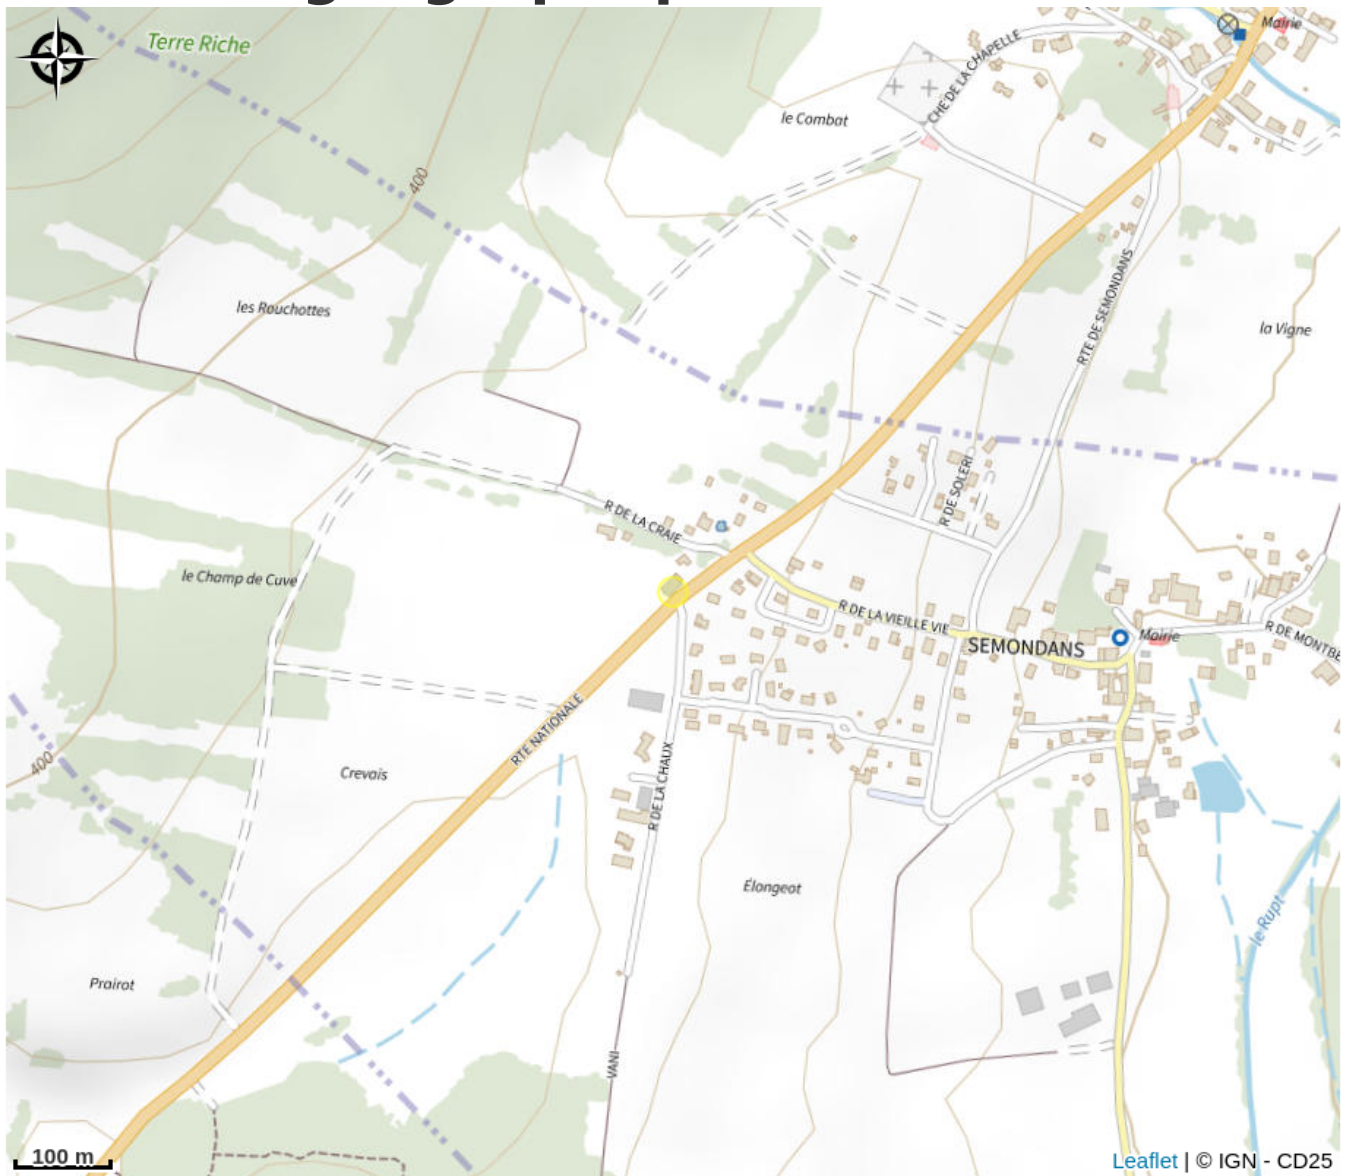 Terre Riche
Mairie
CHE DE LA CHAPELLE
le Combat
400
RTE DE SEMONDANS
les Rouchottes
la Vigne
R DE SOLERI
R DE LA CRAIE
le Champ de Cuve
R DE LA VIEILLE VIE
SEMONDANS
Mairie
R DE MONTBE
RTE NATIONALE
400
Crevais
R DE LA CHAUX
Élongeot
le Rupt
Prairot
VANI
100 m
Leaflet | © IGN - CD25